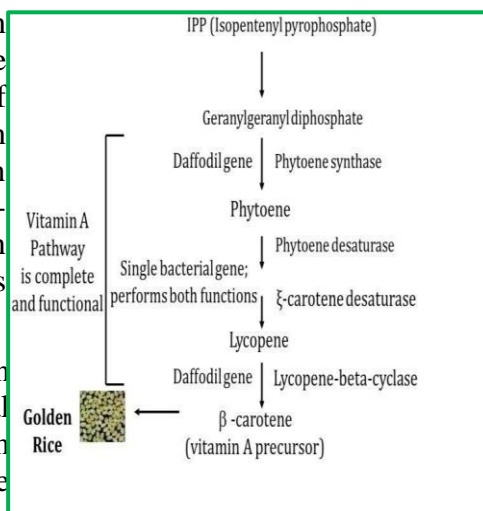 IPP (Isopentenyl pyrophosphate)
Geranylgeranyl diphosphate
Daffodil gene
Phytoene synthase
Phytoene
Vitamin A
Pathway
is complete
and functional
Phytoene desaturase
Single bacterial gene;
performs both functions
ξ-carotene desaturase
Lycopene
Daffodil gene
Lycopene-beta-cyclase
Golden
Rice
β -carotene
(vitamin A precursor)